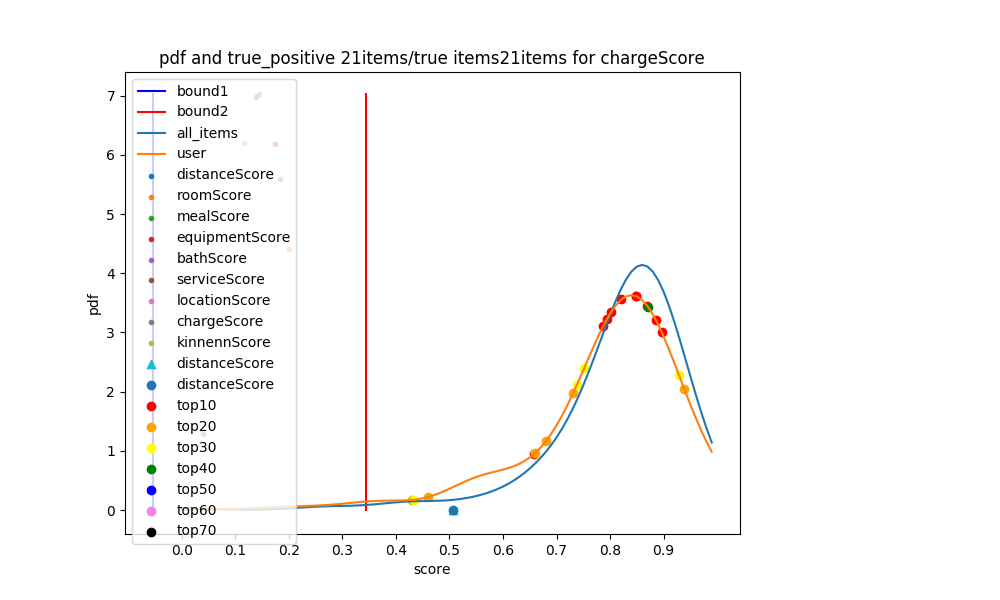 pdf and true_positive 21items/true items21items for chargeScore
pdf
7
6
5
4
3
2
1
0
bound1
bound2
all_items
user
distanceScore
roomScore
mealScore
equipmentScore
bathScore
serviceScore
locationScore
chargeScore
kinnennScore
distanceScore
distanceScore
top10
top20
top30
top40
top50
top60
top70
0.0 0.1 0.2 0.3 0.4 0.5 0.6 0.7 0.8 0.9
score